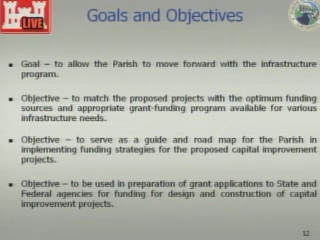 LIVE!
Goals and Objectives
▪ Goal – to allow the Parish to move forward with the infrastructure
program.
▪ Objective – to match the proposed projects with the optimum funding
sources and appropriate grant-funding program available for various
infrastructure needs.
▪ Objective – to serve as a guide and road map for the Parish in
implementing funding strategies for the proposed capital improvement
projects.
▪ Objective – to be used in preparation of grant applications to State and
Federal agencies for funding for design and construction of capital
improvement projects.
12